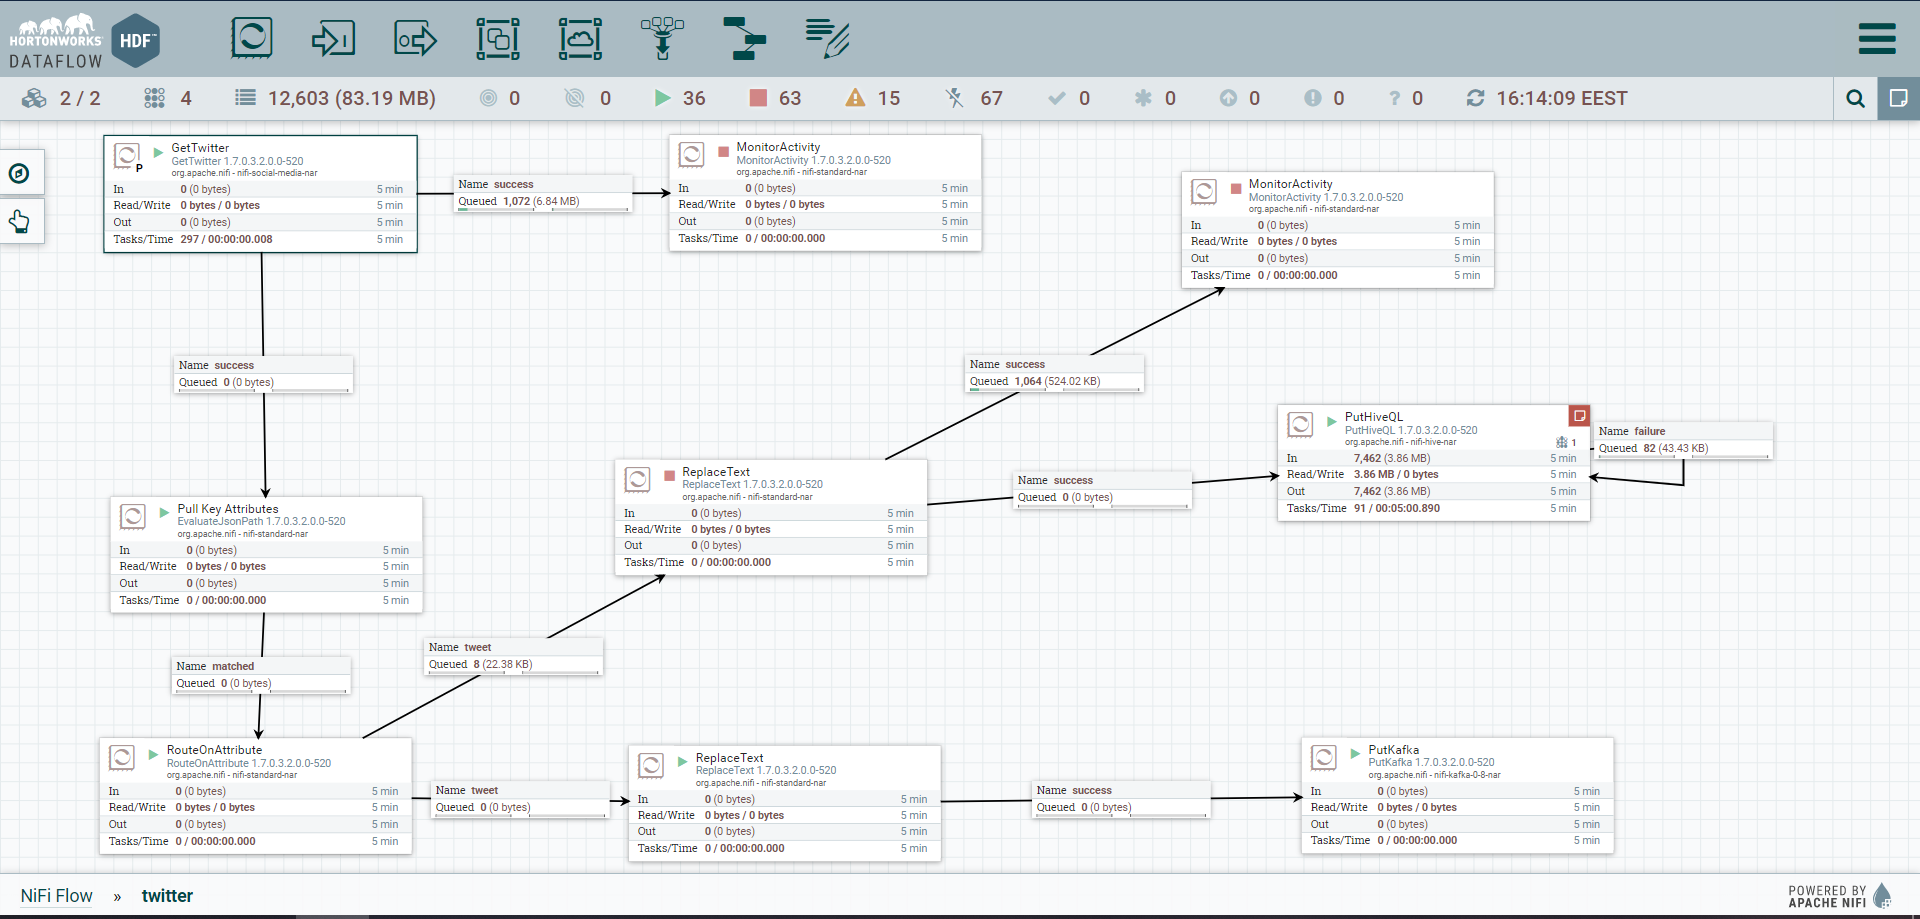 HORTONWORKS
DATAFLOW
HDF™
2 / 2
4
12,603 (83.19 MB)
0
0
36
63
15
67
0
0
0
0
? 0
16:14:09 EEST
GetTwitter
GetTwitter 1.7.0.3.2.0.0-520
org.apache.nifi - nifi-social-media-nar
P
In 0 (0 bytes) 5 min
Read/Write 0 bytes / 0 bytes 5 min
Out 0 (0 bytes) 5 min
Tasks/Time 297 / 00:00:00.008 5 min
Name success
Queued 1,072 (6.84 MB)
MonitorActivity
MonitorActivity 1.7.0.3.2.0.0-520
org.apache.nifi - nifi-standard-nar
In 0 (0 bytes) 5 min
Read/Write 0 bytes / 0 bytes 5 min
Out 0 (0 bytes) 5 min
Tasks/Time 0 / 00:00:00.000 5 min
MonitorActivity
MonitorActivity 1.7.0.3.2.0.0-520
org.apache.nifi - nifi-standard-nar
In 0 (0 bytes) 5 min
Read/Write 0 bytes / 0 bytes 5 min
Out 0 (0 bytes) 5 min
Tasks/Time 0 / 00:00:00.000 5 min
Name success
Queued 0 (0 bytes)
Name success
Queued 1,064 (524.02 KB)
PutHiveQL
PutHiveQL 1.7.0.3.2.0.0-520
org.apache.nifi - nifi-hive-nar
1
In 7,462 (3.86 MB) 5 min
Read/Write 3.86 MB / 0 bytes 5 min
Out 7,462 (3.86 MB) 5 min
Tasks/Time 91 / 00:05:00.890 5 min
Name failure
Queued 82 (43.43 KB)
ReplaceText
ReplaceText 1.7.0.3.2.0.0-520
org.apache.nifi - nifi-standard-nar
In 0 (0 bytes) 5 min
Read/Write 0 bytes / 0 bytes 5 min
Out 0 (0 bytes) 5 min
Tasks/Time 0 / 00:00:00.000 5 min
Name success
Queued 0 (0 bytes)
Pull Key Attributes
EvaluateJsonPath 1.7.0.3.2.0.0-520
org.apache.nifi - nifi-standard-nar
In 0 (0 bytes) 5 min
Read/Write 0 bytes / 0 bytes 5 min
Out 0 (0 bytes) 5 min
Tasks/Time 0 / 00:00:00.000 5 min
Name tweet
Queued 8 (22.38 KB)
Name matched
Queued 0 (0 bytes)
RouteOnAttribute
RouteOnAttribute 1.7.0.3.2.0.0-520
org.apache.nifi - nifi-standard-nar
In 0 (0 bytes) 5 min
Read/Write 0 bytes / 0 bytes 5 min
Out 0 (0 bytes) 5 min
Tasks/Time 0 / 00:00:00.000 5 min
Name tweet
Queued 0 (0 bytes)
ReplaceText
ReplaceText 1.7.0.3.2.0.0-520
org.apache.nifi - nifi-standard-nar
In 0 (0 bytes) 5 min
Read/Write 0 bytes / 0 bytes 5 min
Out 0 (0 bytes) 5 min
Tasks/Time 0 / 00:00:00.000 5 min
Name success
Queued 0 (0 bytes)
PutKafka
PutKafka 1.7.0.3.2.0.0-520
org.apache.nifi - nifi-kafka-0-8-nar
In 0 (0 bytes) 5 min
Read/Write 0 bytes / 0 bytes 5 min
Out 0 (0 bytes) 5 min
Tasks/Time 0 / 00:00:00.000 5 min
NiFi Flow » twitter
POWERED BY
APACHE NIFI